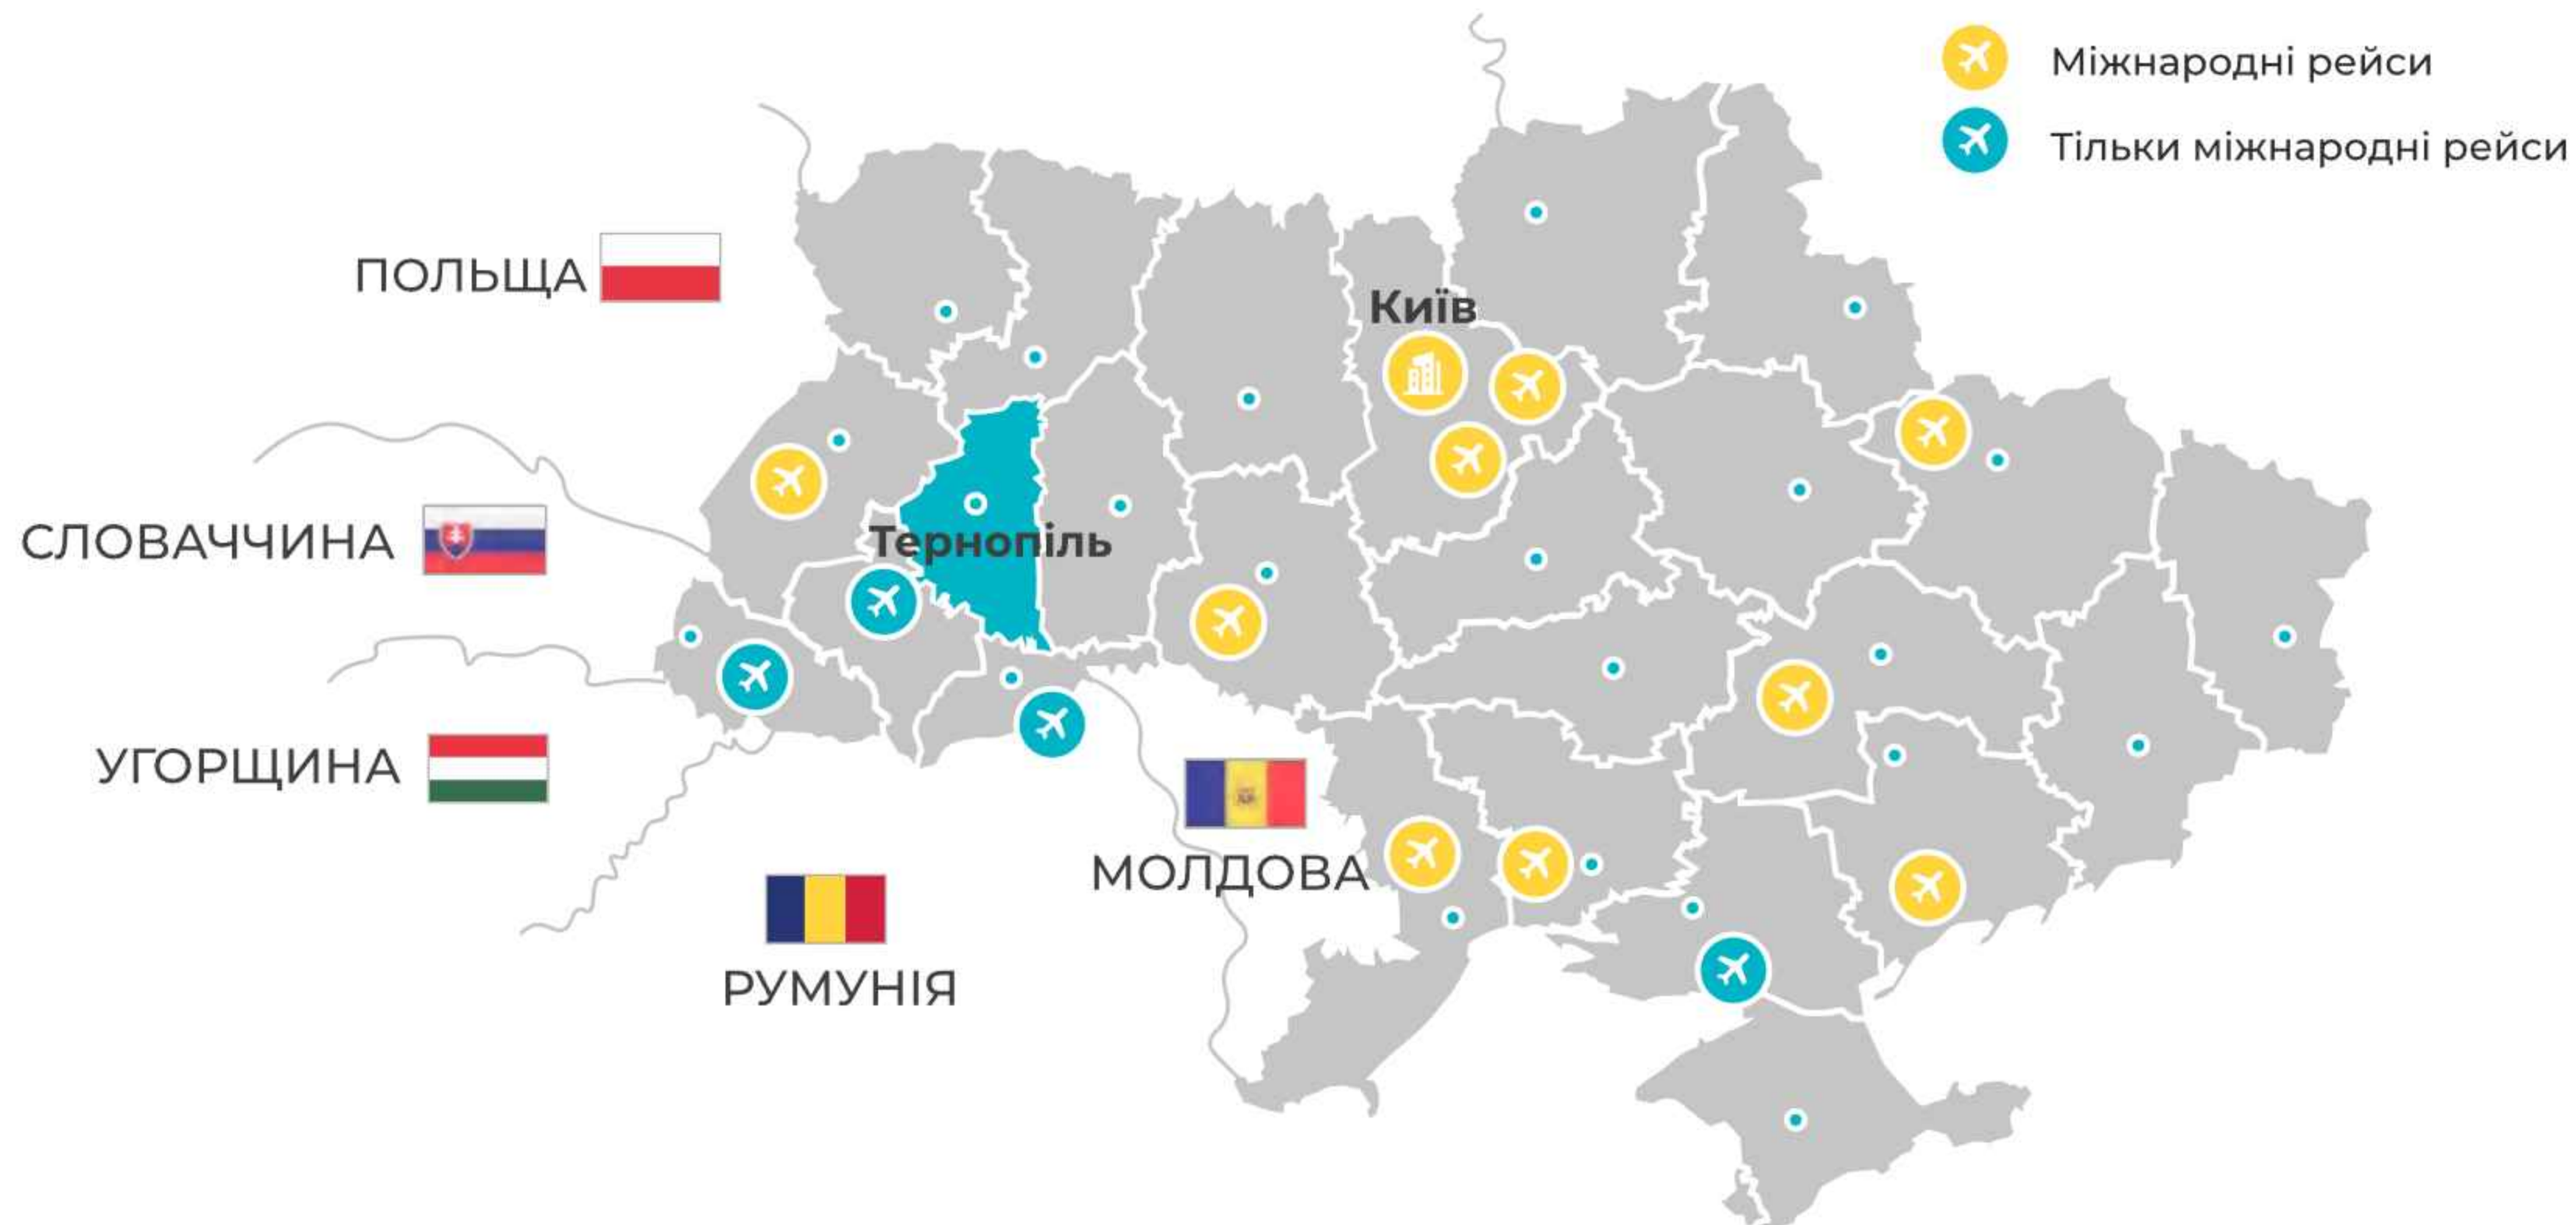 Міжнародні рейси
Тільки міжнародні рейси
ПОЛЬЩА
Київ
СЛОВАЧЧИНА
Тернопіль
УГОРЩИНА
МОЛДОВА
РУМУНІЯ